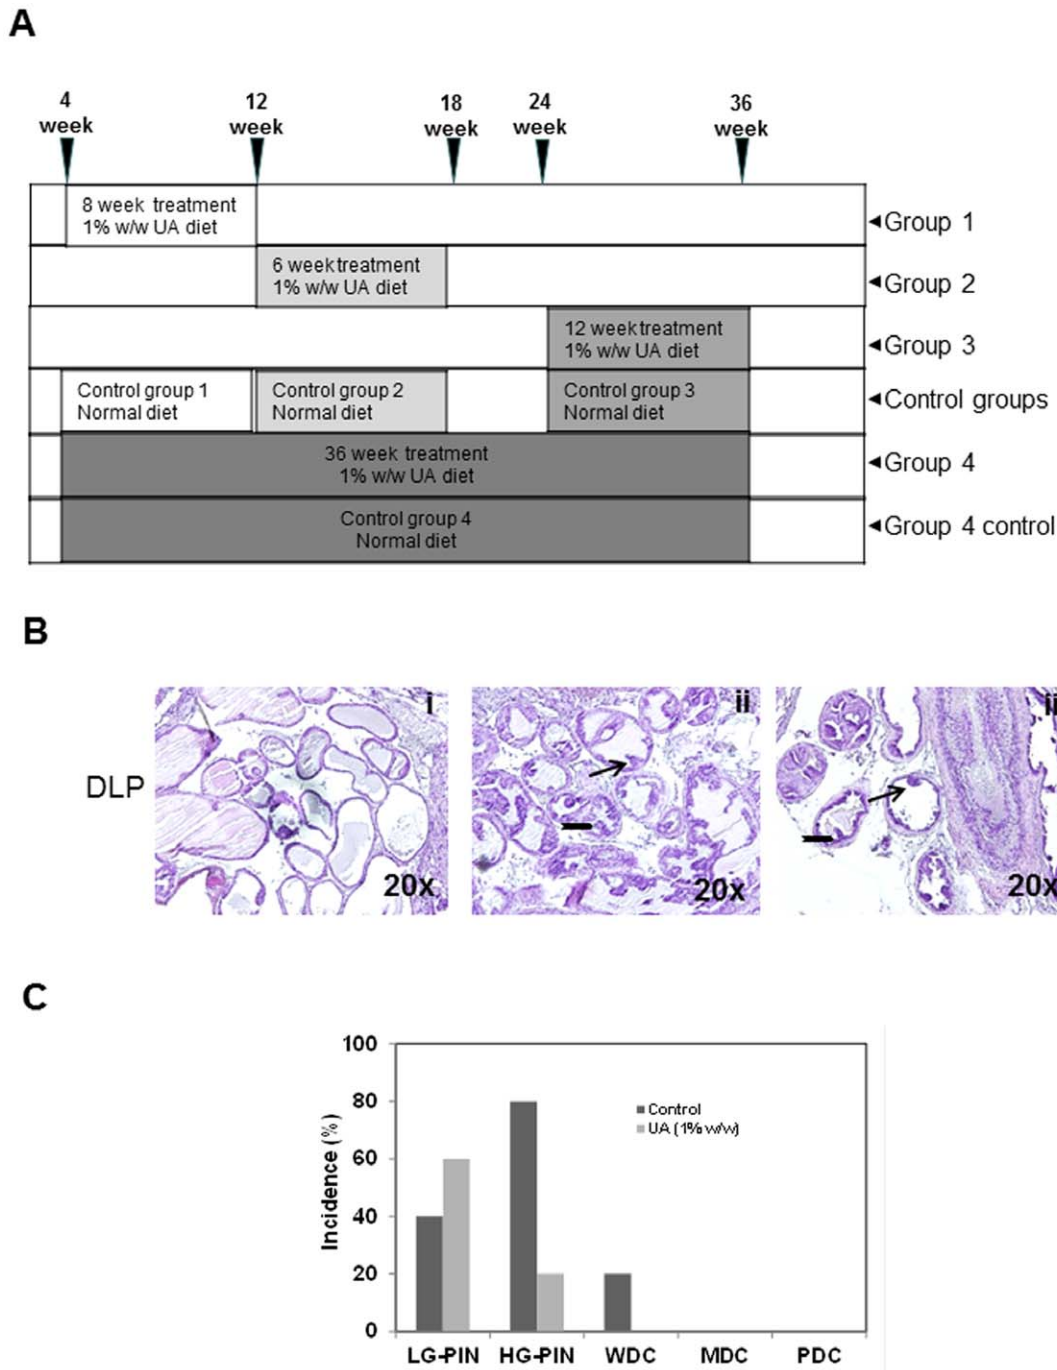 A
4 week
12 week
18 week
24 week
36 week
8 week treatment
1% w/w UA diet
Group 1
6 week treatment
1% w/w UA diet
Group 2
12 week treatment
1% w/w UA diet
Group 3
Control group 1
Normal diet
Control group 2
Normal diet
Control group 3
Normal diet
Control groups
36 week treatment
1% w/w UA diet
Group 4
Control group 4
Normal diet
Group 4 control
B
DLP
i
20x
ii
20x
ii
20x
C
Incidence (%)
100
80
60
40
20
0
Control
UA (1% w/w)
LG-PIN
HG-PIN
WDC
MDC
PDC